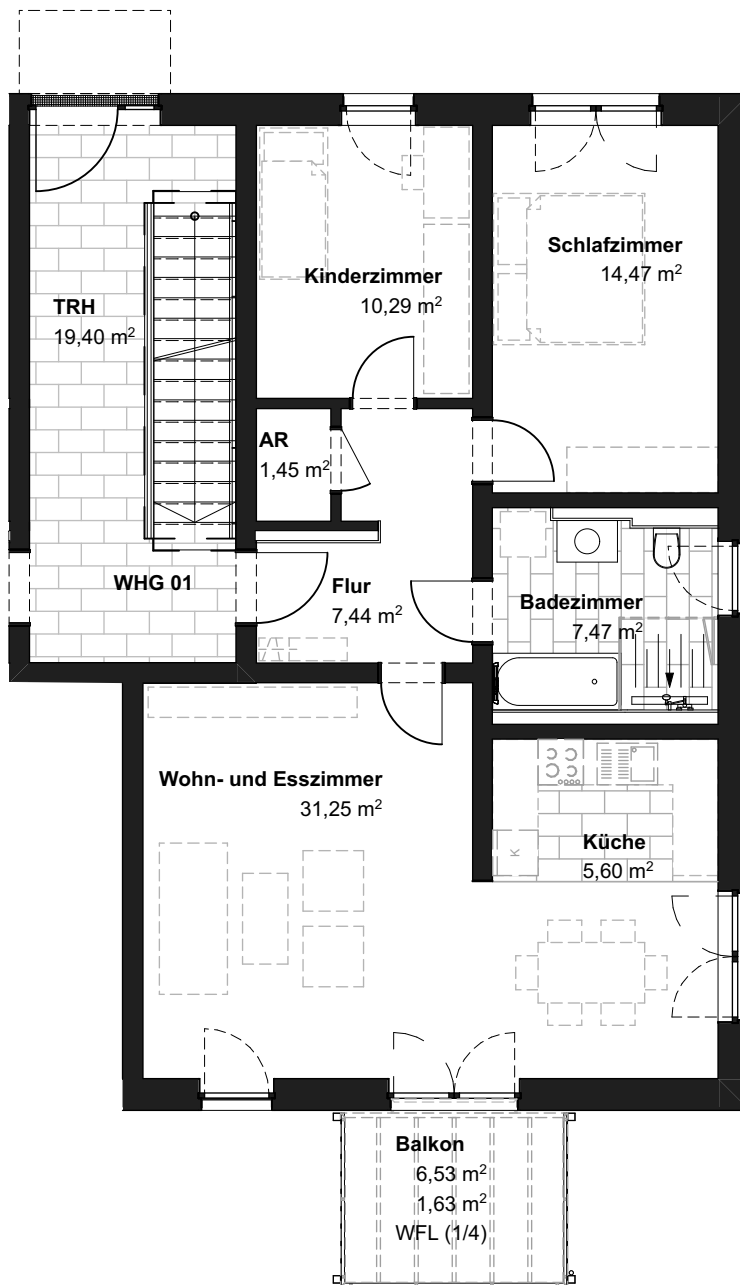 Schlafzimmer
14,47 m²
Kinderzimmer
10,29 m²
TRH
19,40 m²
AR
1,45 m²
WHG 01
Flur
7,44 m²
Badezimmer
7,47 m²
Wohn- und Esszimmer
31,25 m²
Küche
5,60 m²
K
Balkon
6,53 m²
1,63 m²
WFL (1/4)